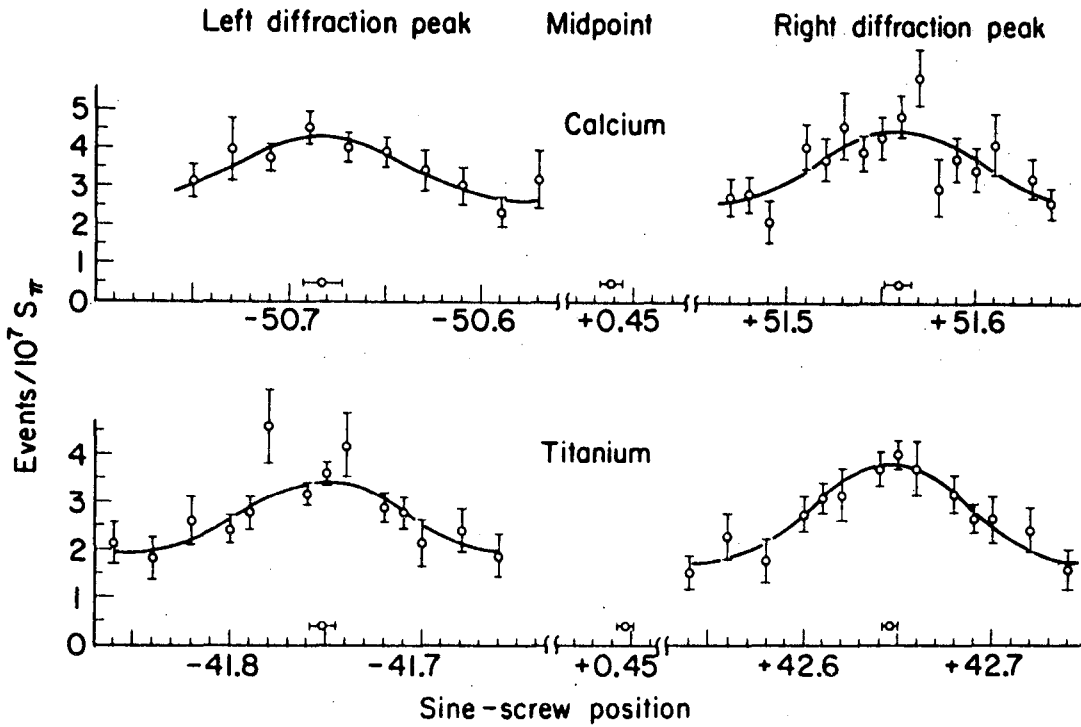 Left diffraction peak Midpoint Right diffraction peak
Calcium
5
4
3
2
1
0
-50.7 -50.6 +0.45 +51.5 +51.6
Events/10⁷ Sπ
Titanium
4
3
2
1
0
-41.8 -41.7 +0.45 +42.6 +42.7
Sine-screw position